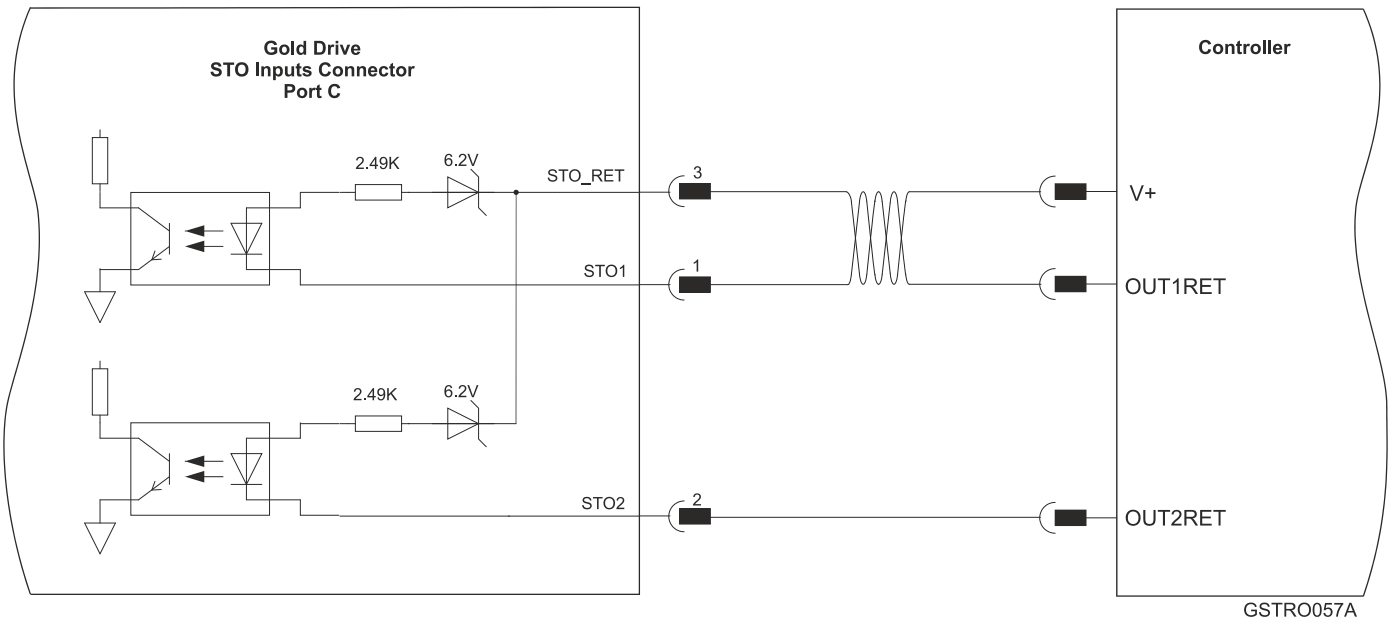 Gold Drive
STO Inputs Connector
Port C
Controller
2.49K
6.2V
STO_RET
3
V+
STO1
1
OUT1RET
2.49K
6.2V
STO2
2
OUT2RET
GSTRO057A